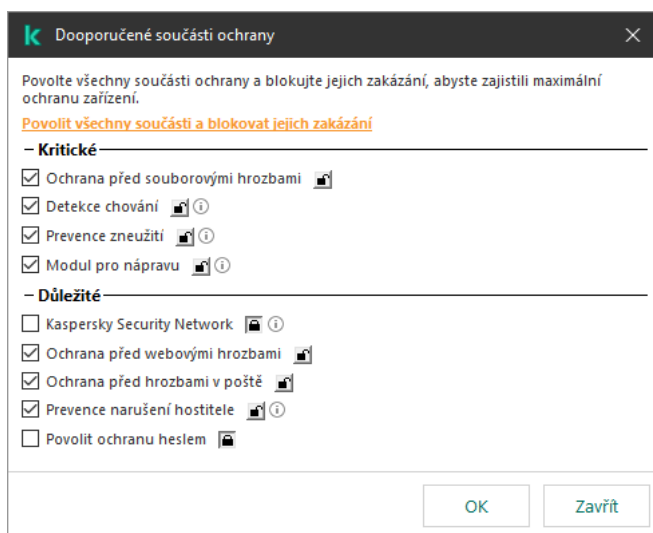 Dooporučené součásti ochrany
Povolte všechny součásti ochrany a blokujte jejich zakázání, abyste zajistili maximální
ochranu zařízení.
Povolit všechny součásti a blokovat jejich zakázání
– Kritické
Ochrana před souborovými hrozbami
Detekce chování
Prevence zneužití
Modul pro nápravu
– Důležité
Kaspersky Security Network
Ochrana před webovými hrozbami
Ochrana před hrozbami v poště
Prevence narušení hostitele
Povolit ochranu heslem
OK Zavřít